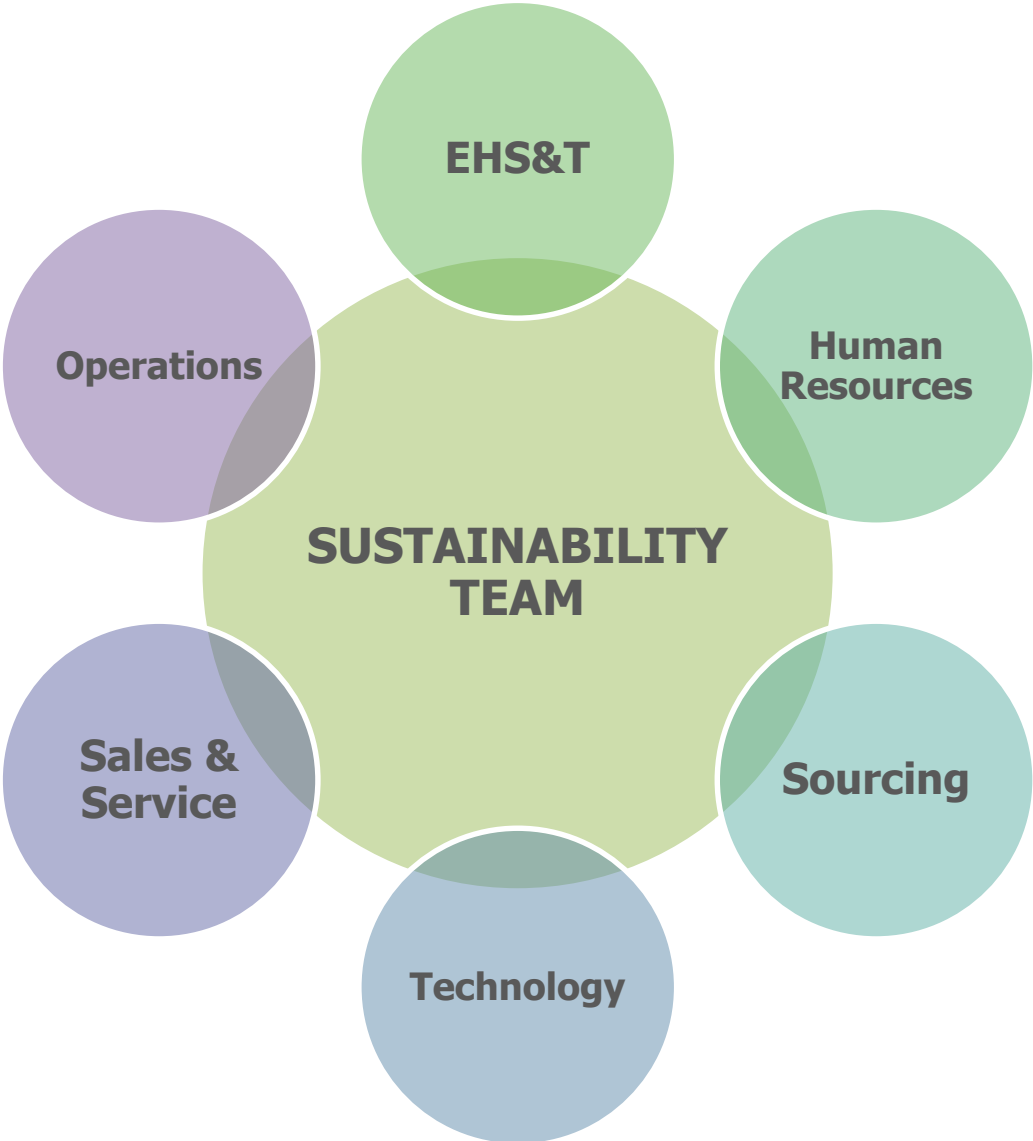 EHS&T
Operations
Human
Resources
SUSTAINABILITY
TEAM
Sales &
Service
Sourcing
Technology